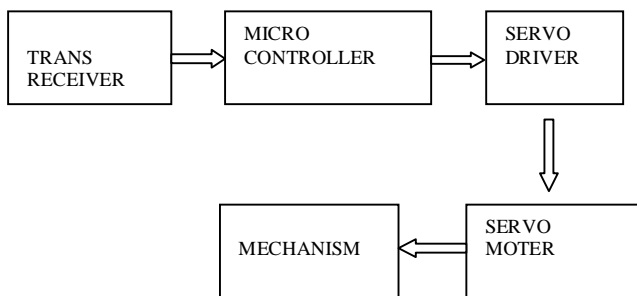 TRANS
RECEIVER
MICRO
CONTROLLER
SERVO
DRIVER
MECHANISM
SERVO
MOTER